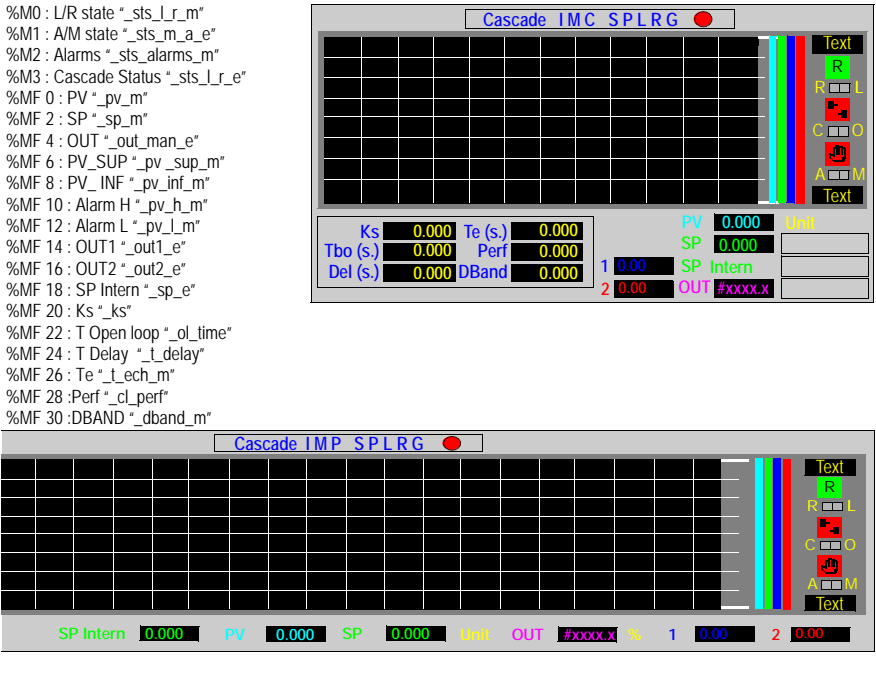 %M0 : L/R state "_sts_l_r_m"
%M1 : A/M state "_sts_m_a_e"
%M2 : Alarms "_sts_alarms_m"
%M3 : Cascade Status "_sts_l_r_e"
%MF 0 : PV "_pv_m"
%MF 2 : SP "_sp_m"
%MF 4 : OUT "_out_man_e"
%MF 6 : PV_SUP "_pv _sup_m"
%MF 8 : PV_ INF "_pv_inf_m"
%MF 10 : Alarm H "_pv_h_m"
%MF 12 : Alarm L "_pv_l_m"
%MF 14 : OUT1 "_out1_e"
%MF 16 : OUT2 "_out2_e"
%MF 18 : SP Intern "_sp_e"
%MF 20 : Ks "_ks"
%MF 22 : T Open loop "_ol_time"
%MF 24 : T Delay "_t_delay"
%MF 26 : Te "_t_ech_m"
%MF 28 :Perf "_cl_perf"
%MF 30 :DBAND "_dband_m"
Cascade IMC SPLRG
Text
R
R L
C O
A M
Text
Ks 0.000 Te (s.) 0.000
Tbo (s.) 0.000 Perf 0.000
Del (s.) 0.000 DBand 0.000
PV 0.000 Unit
SP 0.000
1 0.00 SP Intern
2 0.00 OUT #xxxx.x
Cascade IMP SPLRG
Text
R
R L
C O
A M
Text
SP Intern 0.000 PV 0.000 SP 0.000 Unit OUT #xxxx.x % 1 0.00 2 0.00